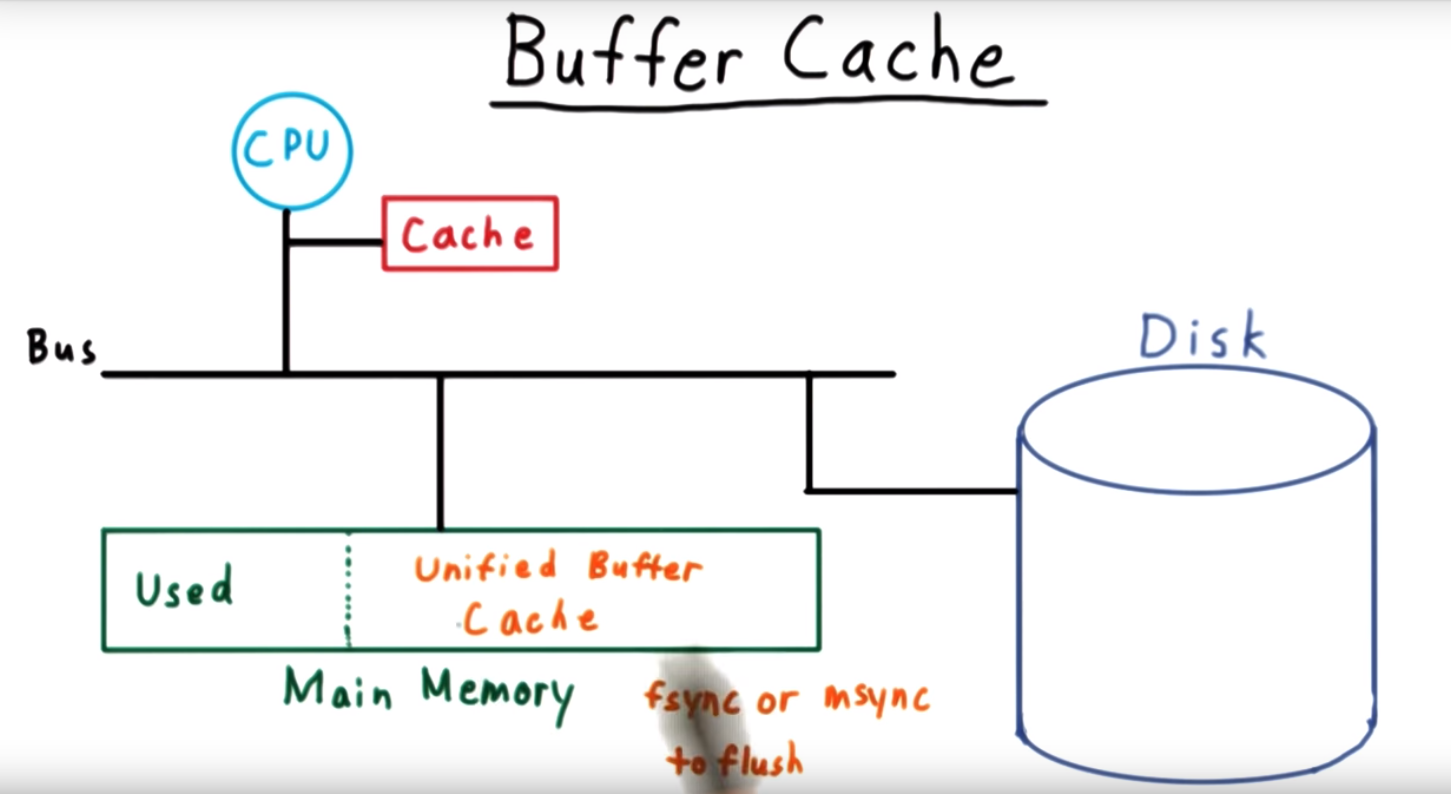 Buffer Cache
CPU
Cache
Bus
Disk
Used
Unified Buffer
Cache
Main Memory
fsync or msync
to flush